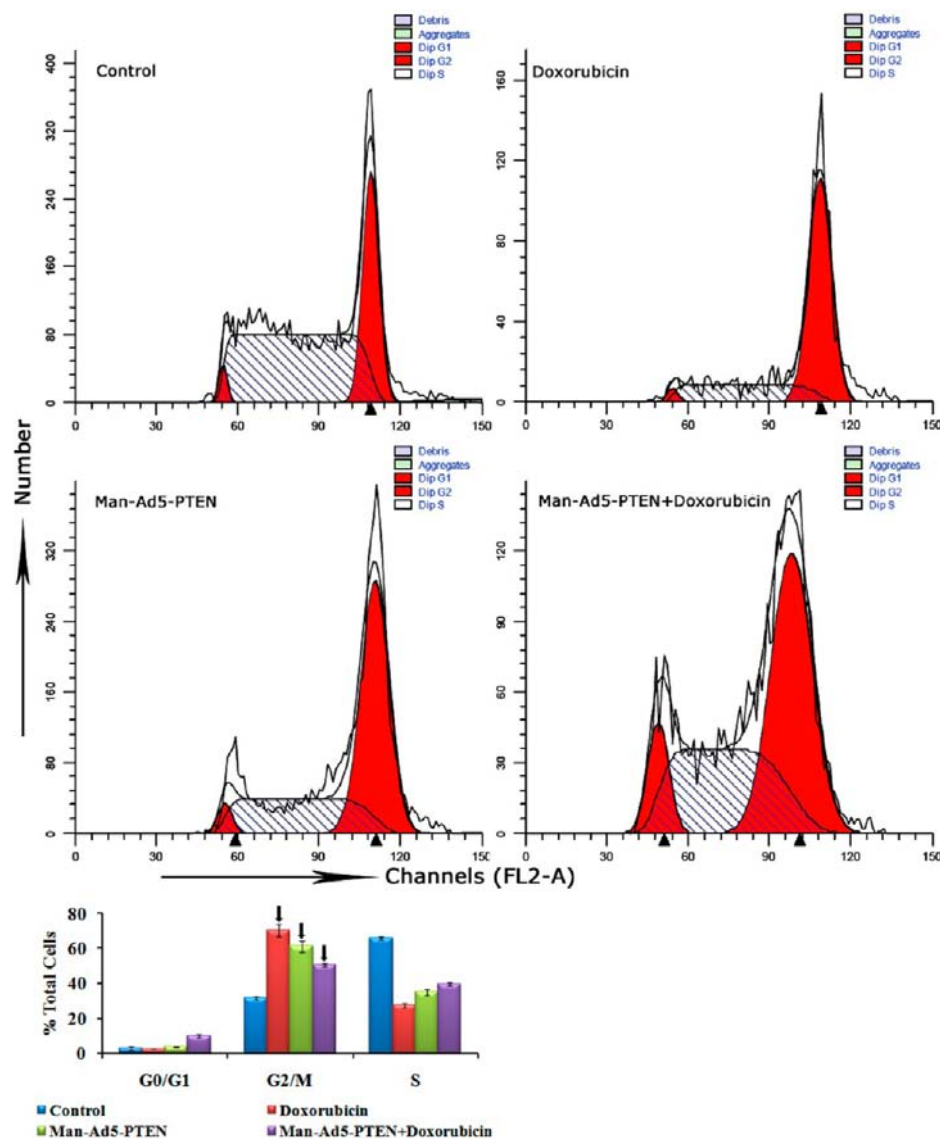 Control
Debris
Aggregates
Dip G1
Dip G2
Dip S
400
320
240
160
80
0
0 30 60 90 120 150
Doxorubicin
Debris
Aggregates
Dip G1
Dip G2
Dip S
160
120
80
40
0
0 30 60 90 120 150
Man-Ad5-PTEN
Debris
Aggregates
Dip G1
Dip G2
Dip S
320
240
160
80
0
0 30 60 90 120 150
Man-Ad5-PTEN+Doxorubicin
Debris
Aggregates
Dip G1
Dip G2
Dip S
120
90
60
30
0
0 30 60 90 120 150
Number
Channels (FL2-A)
% Total Cells
80
60
40
20
0
G0/G1 G2/M S
Control Doxorubicin
Man-Ad5-PTEN Man-Ad5-PTEN+Doxorubicin